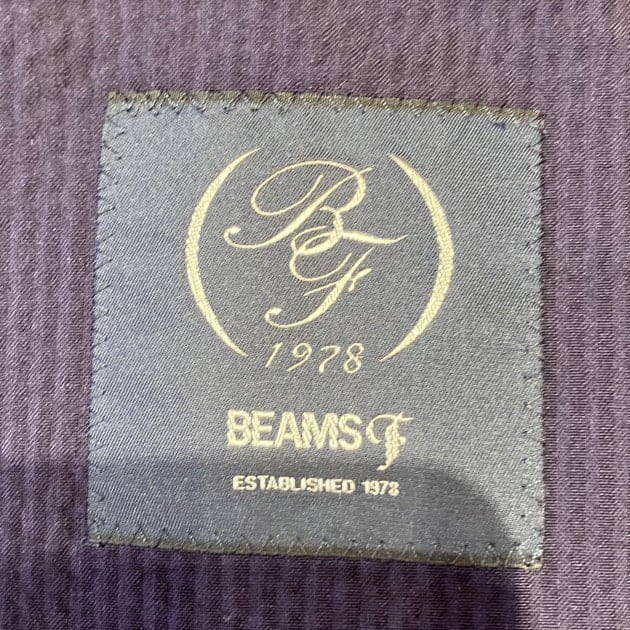 BF
1978
BEAMS F
ESTABLISHED 1978